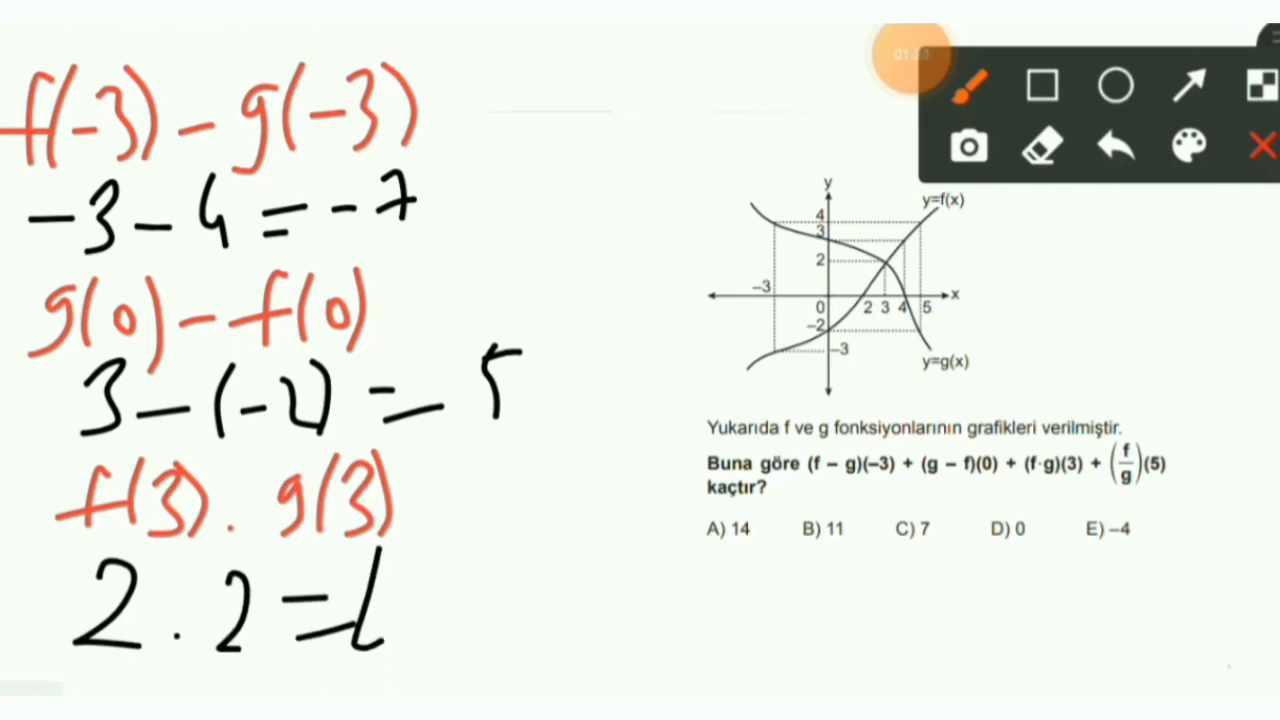 f(-3) - g(-3)
-3 - 4 = -7
g(0) - f(0)
3 - (-2) = 5
f(3) . g(3)
2 . 2 =
01:33
y
y=f(x)
4
3
2
-3
0
2 3 4 5
x
-2
-3
y=g(x)
Yukarıda f ve g fonksiyonlarının grafikleri verilmiştir.
Buna göre (f – g)(–3) + (g – f)(0) + (f·g)(3) + (f/g)(5)
kaçtır?
A) 14 B) 11 C) 7 D) 0 E) –4